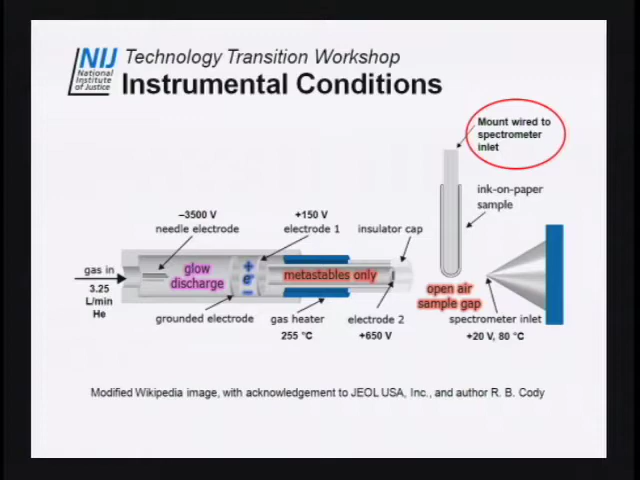 NIJ
National
Institute
of Justice
Technology Transition Workshop
Instrumental Conditions
Mount wired to
spectrometer
inlet
ink-on-paper
sample
–3500 V
needle electrode
+150 V
electrode 1
insulator cap
gas in
3.25
L/min
He
glow
discharge
+
e⁻
–
metastables only
open air
sample gap
grounded electrode
gas heater
255 °C
electrode 2
+650 V
spectrometer inlet
+20 V, 80 °C
Modified Wikipedia image, with acknowledgement to JEOL USA, Inc., and author R. B. Cody